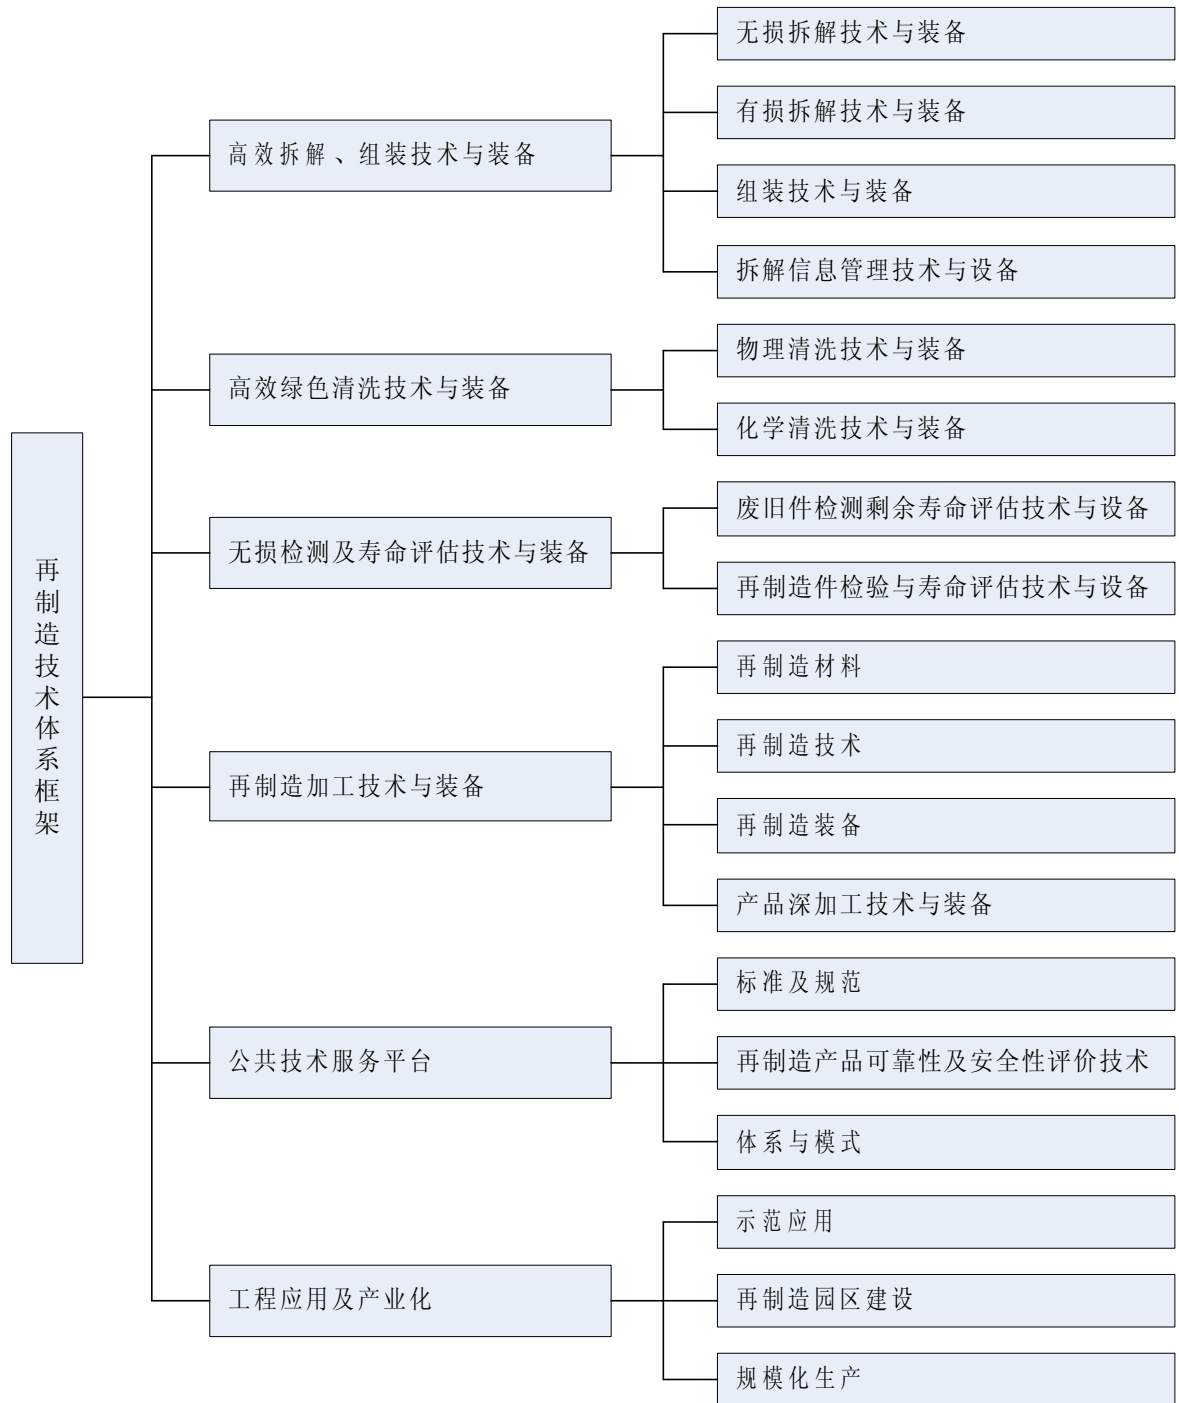 再制造技术体系框架
高效拆解、组装技术与装备
无损拆解技术与装备
有损拆解技术与装备
组装技术与装备
拆解信息管理技术与设备
高效绿色清洗技术与装备
物理清洗技术与装备
化学清洗技术与装备
无损检测及寿命评估技术与装备
废旧件检测剩余寿命评估技术与设备
再制造件检验与寿命评估技术与设备
再制造加工技术与装备
再制造材料
再制造技术
再制造装备
产品深加工技术与装备
公共技术服务平台
标准及规范
再制造产品可靠性及安全性评价技术
体系与模式
工程应用及产业化
示范应用
再制造园区建设
规模化生产